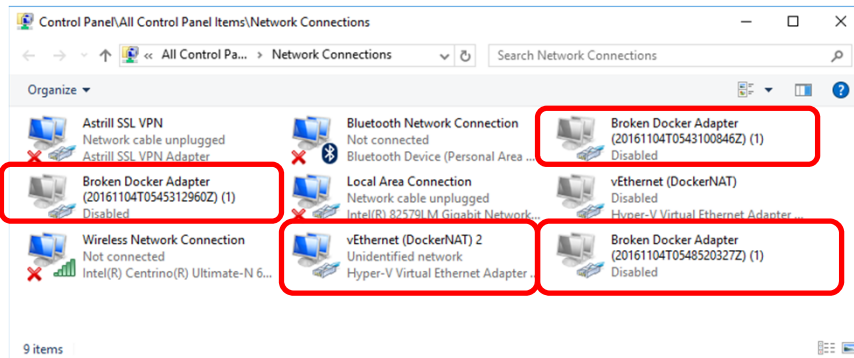 Control Panel\All Control Panel Items\Network Connections
« All Control Pa... > Network Connections
Search Network Connections
Organize
Astrill SSL VPN
Network cable unplugged
Astrill SSL VPN Adapter
Bluetooth Network Connection
Not connected
Bluetooth Device (Personal Area ...
Broken Docker Adapter
(20161104T0543100846Z) (1)
Disabled
Broken Docker Adapter
(20161104T0545312960Z) (1)
Disabled
Local Area Connection
Network cable unplugged
Intel(R) 82579LM Gigabit Network...
vEthernet (DockerNAT)
Disabled
Hyper-V Virtual Ethernet Adapter ...
Wireless Network Connection
Not connected
Intel(R) Centrino(R) Ultimate-N 6...
vEthernet (DockerNAT) 2
Unidentified network
Hyper-V Virtual Ethernet Adapter ...
Broken Docker Adapter
(20161104T0548520327Z) (1)
Disabled
9 items